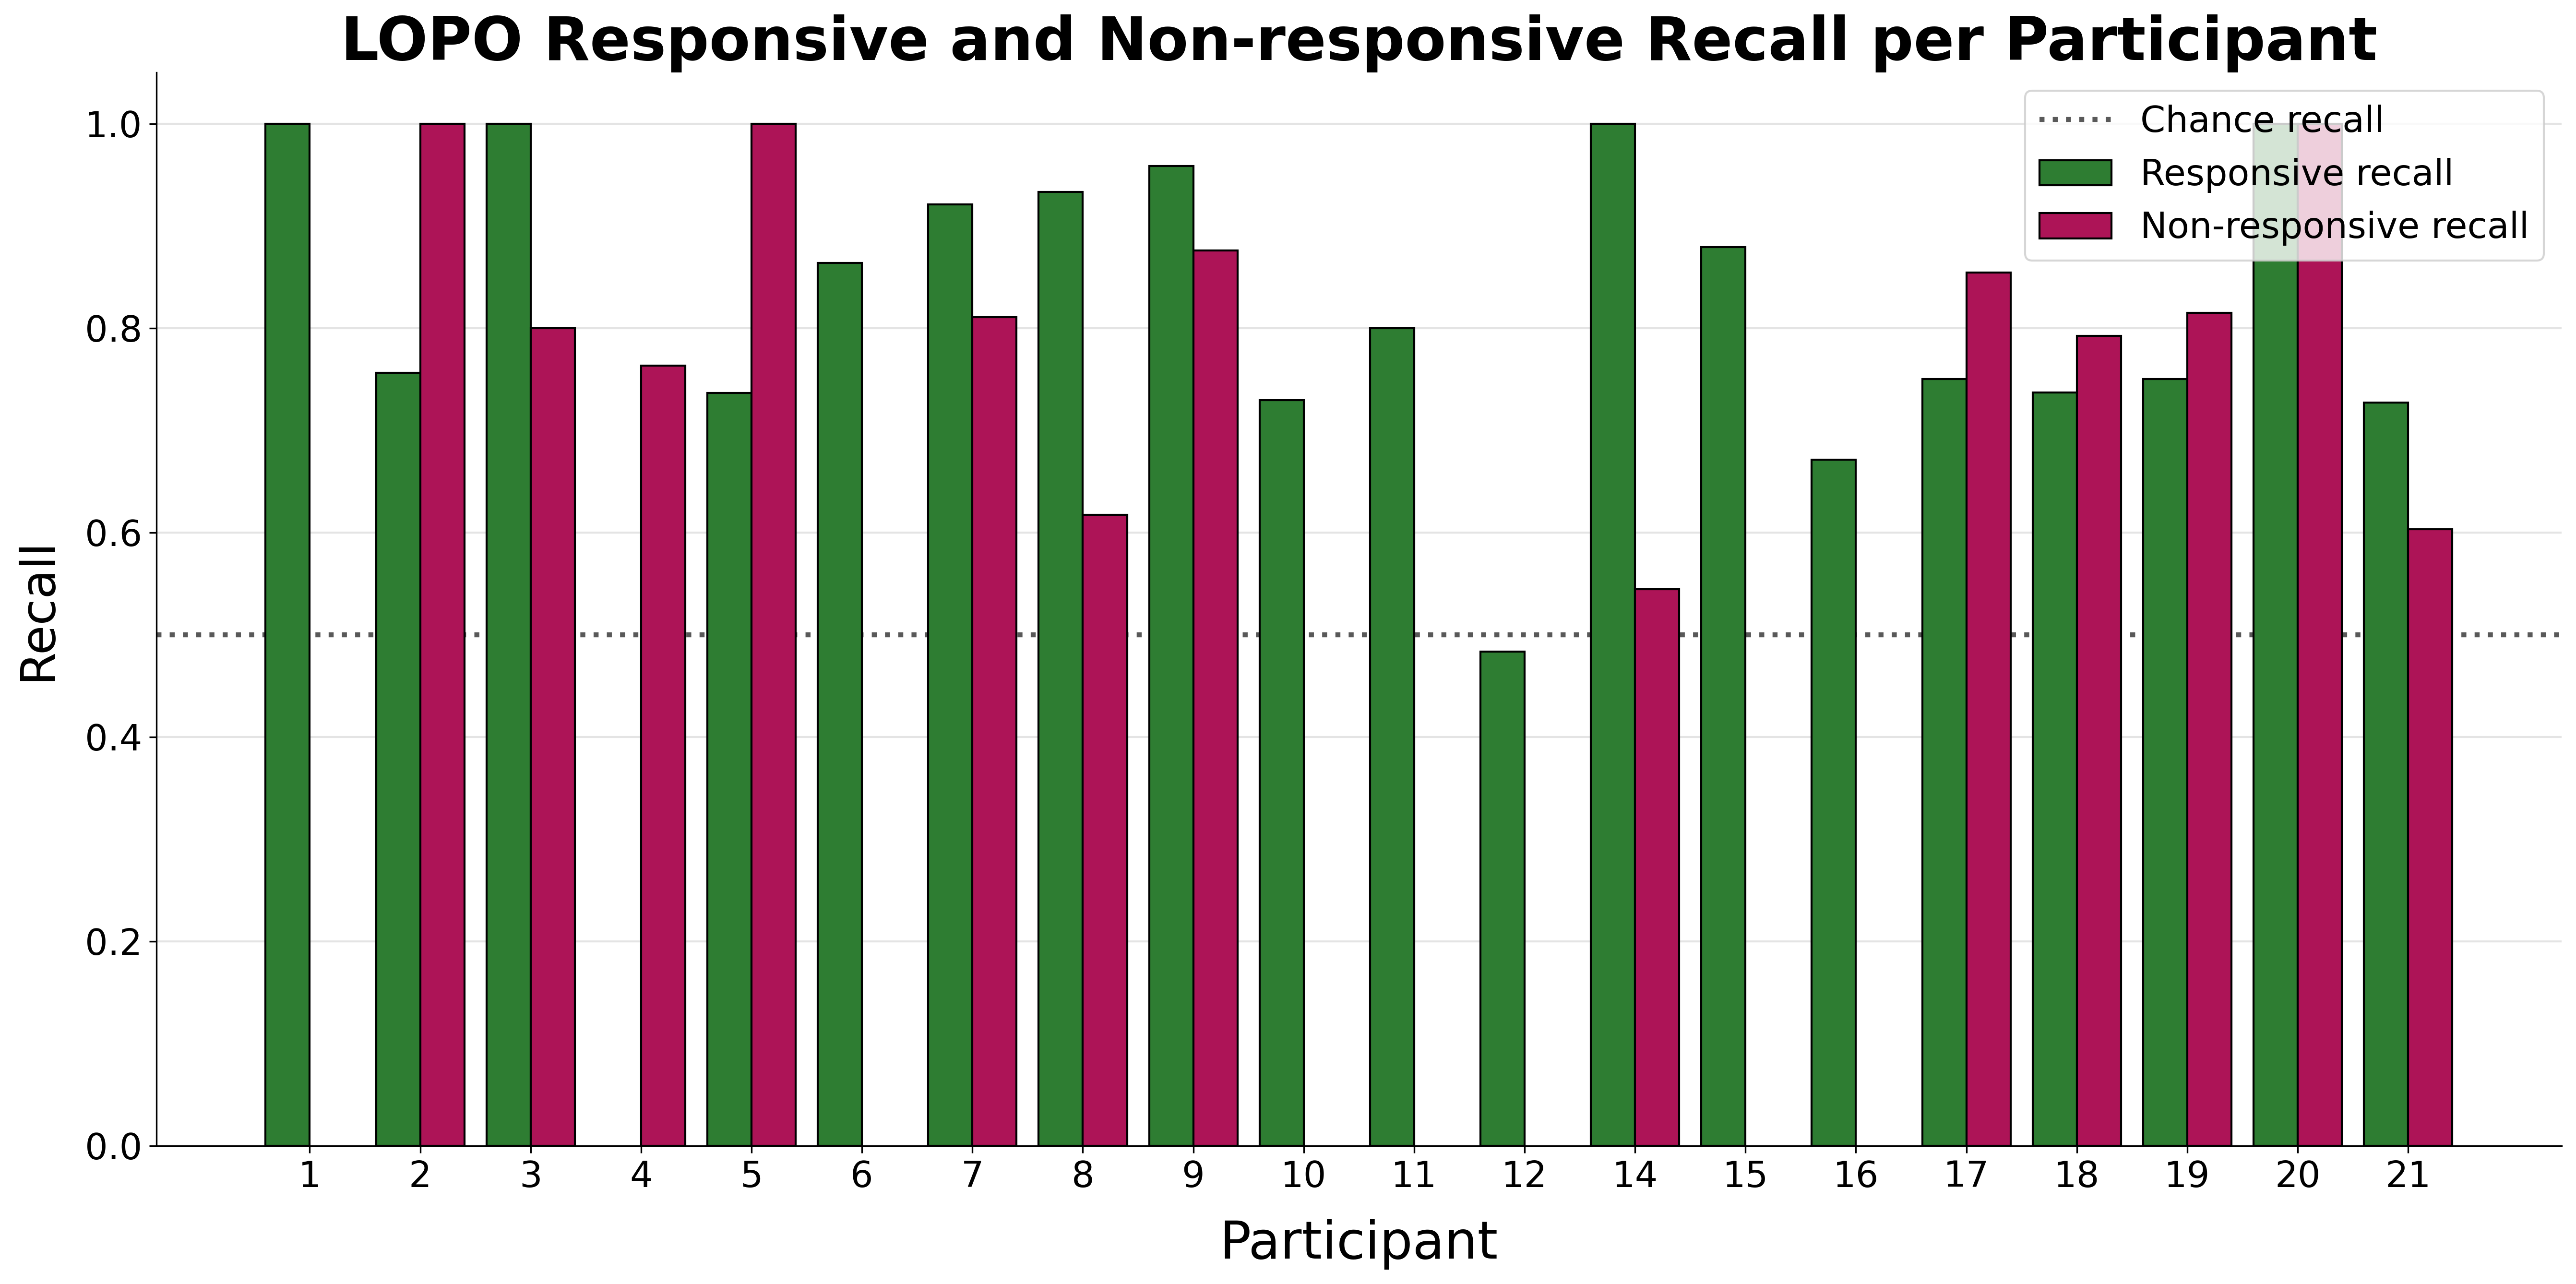 LOPO Responsive and Non-responsive Recall per Participant
Chance recall
Responsive recall
Non-responsive recall
1.0
0.8
0.6
0.4
0.2
0.0
Recall
1 2 3 4 5 6 7 8 9 10 11 12 14 15 16 17 18 19 20 21
Participant